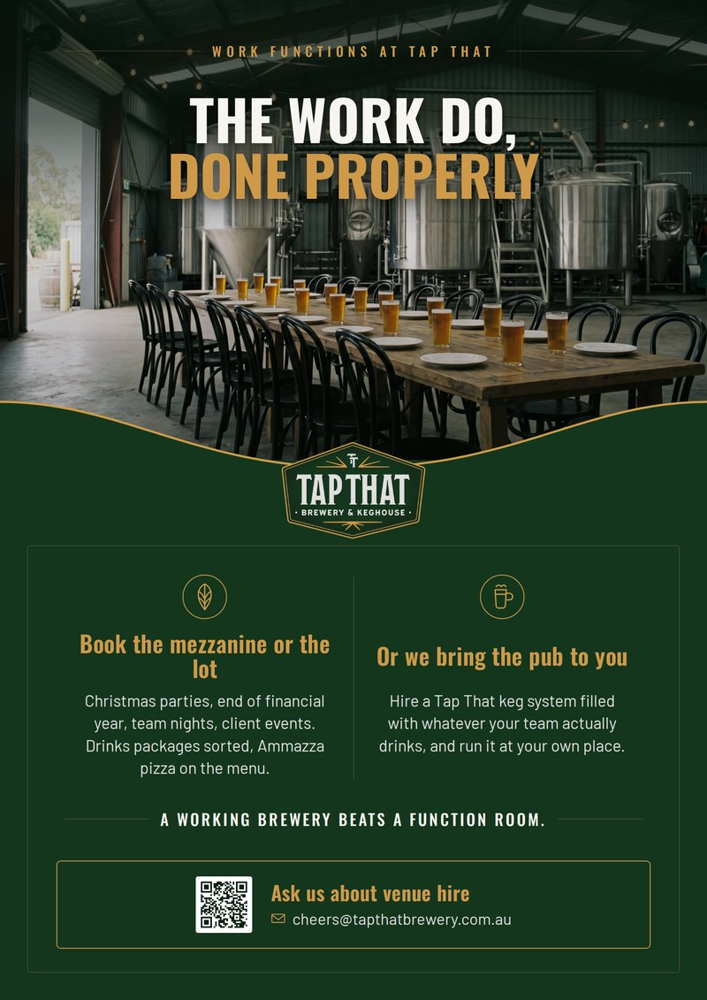 WORK FUNCTIONS AT TAP THAT
THE WORK DO,
DONE PROPERLY
TT
TAP THAT
• BREWERY & KEGHOUSE •
Book the mezzanine or the
lot
Christmas parties, end of financial
year, team nights, client events.
Drinks packages sorted, Ammazza
pizza on the menu.
Or we bring the pub to you
Hire a Tap That keg system filled
with whatever your team actually
drinks, and run it at your own place.
A WORKING BREWERY BEATS A FUNCTION ROOM.
Ask us about venue hire
cheers@tapthatbrewery.com.au